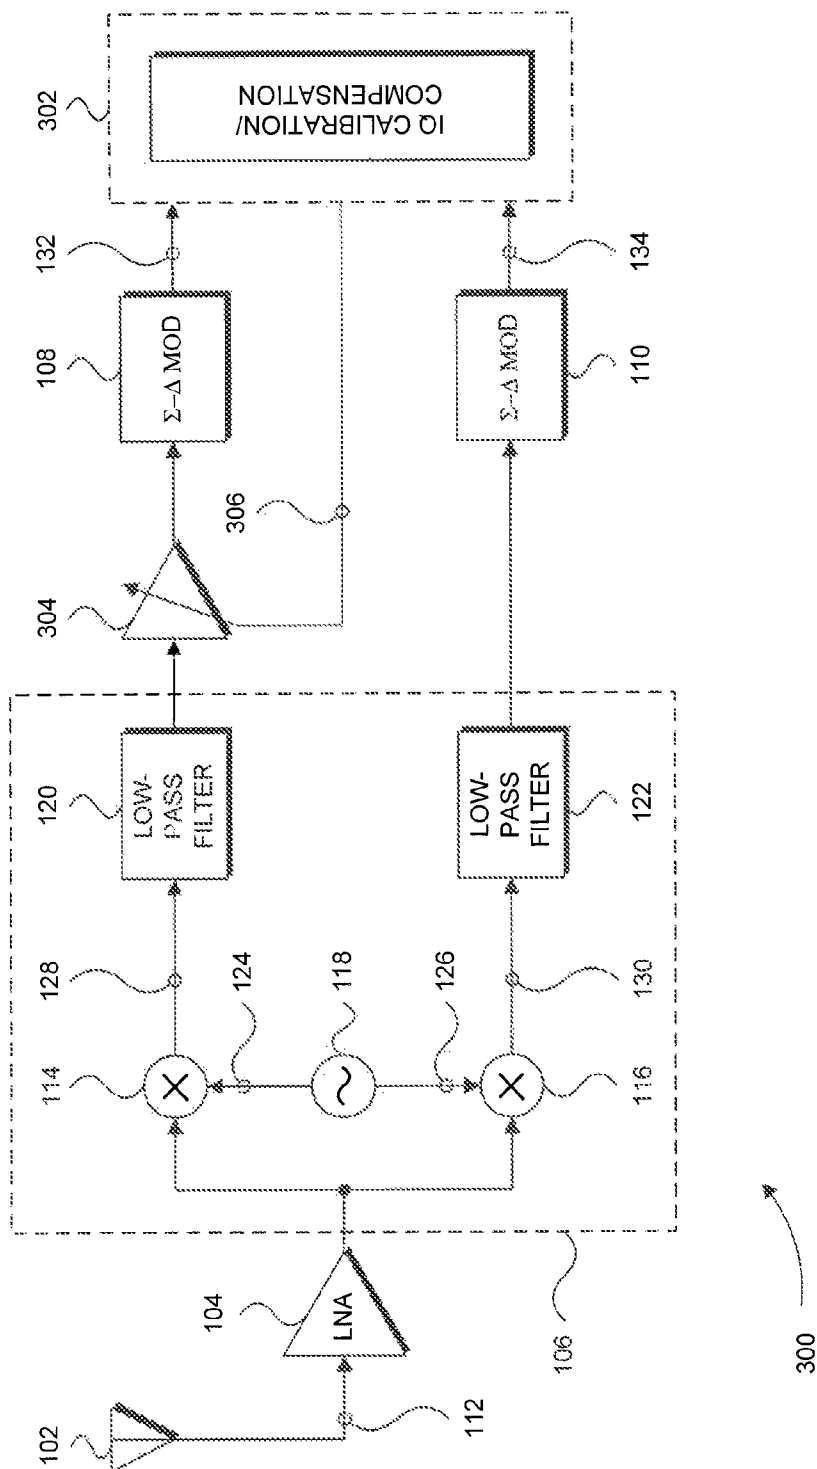 102
112
104
LNA
106
114
116
118
124
126
128
130
120
LOW-
PASS
FILTER
122
LOW-
PASS
FILTER
304
306
108
Σ–Δ MOD
110
Σ–Δ MOD
132
134
302
IQ CALIBRATION/
COMPENSATION
300